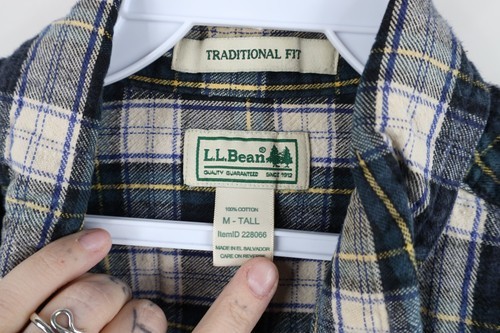 TRADITIONAL FIT
L.L.Bean®
QUALITY GUARANTEED SINCE 1912
100% COTTON
M - TALL
ItemID 228066
MADE IN EL SALVADOR
CARE ON REVERSE